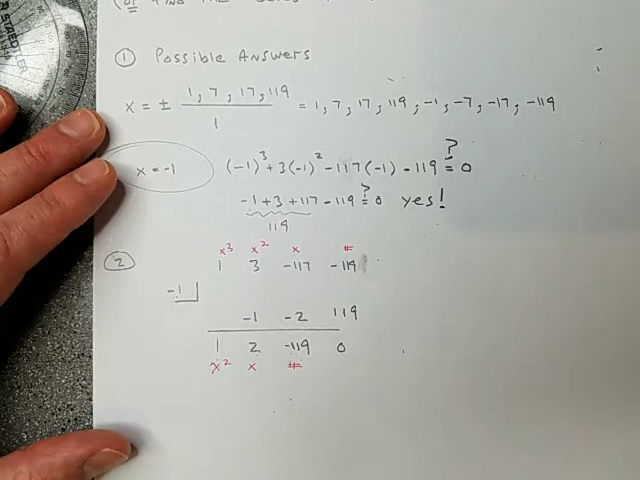 STAEDTLER
① Possible Answers
x = ± 1, 7, 17, 119 / 1 = 1, 7, 17, 119, -1, -7, -17, -119
x = -1 (-1)³ + 3(-1)² - 117(-1) - 119 ≟ 0
-1 + 3 + 117 - 119 ≟ 0 yes!
119
②
x³ x² x #
1 3 -117 -119
-1
-1 -2 119
1 2 -119 0
x² x #